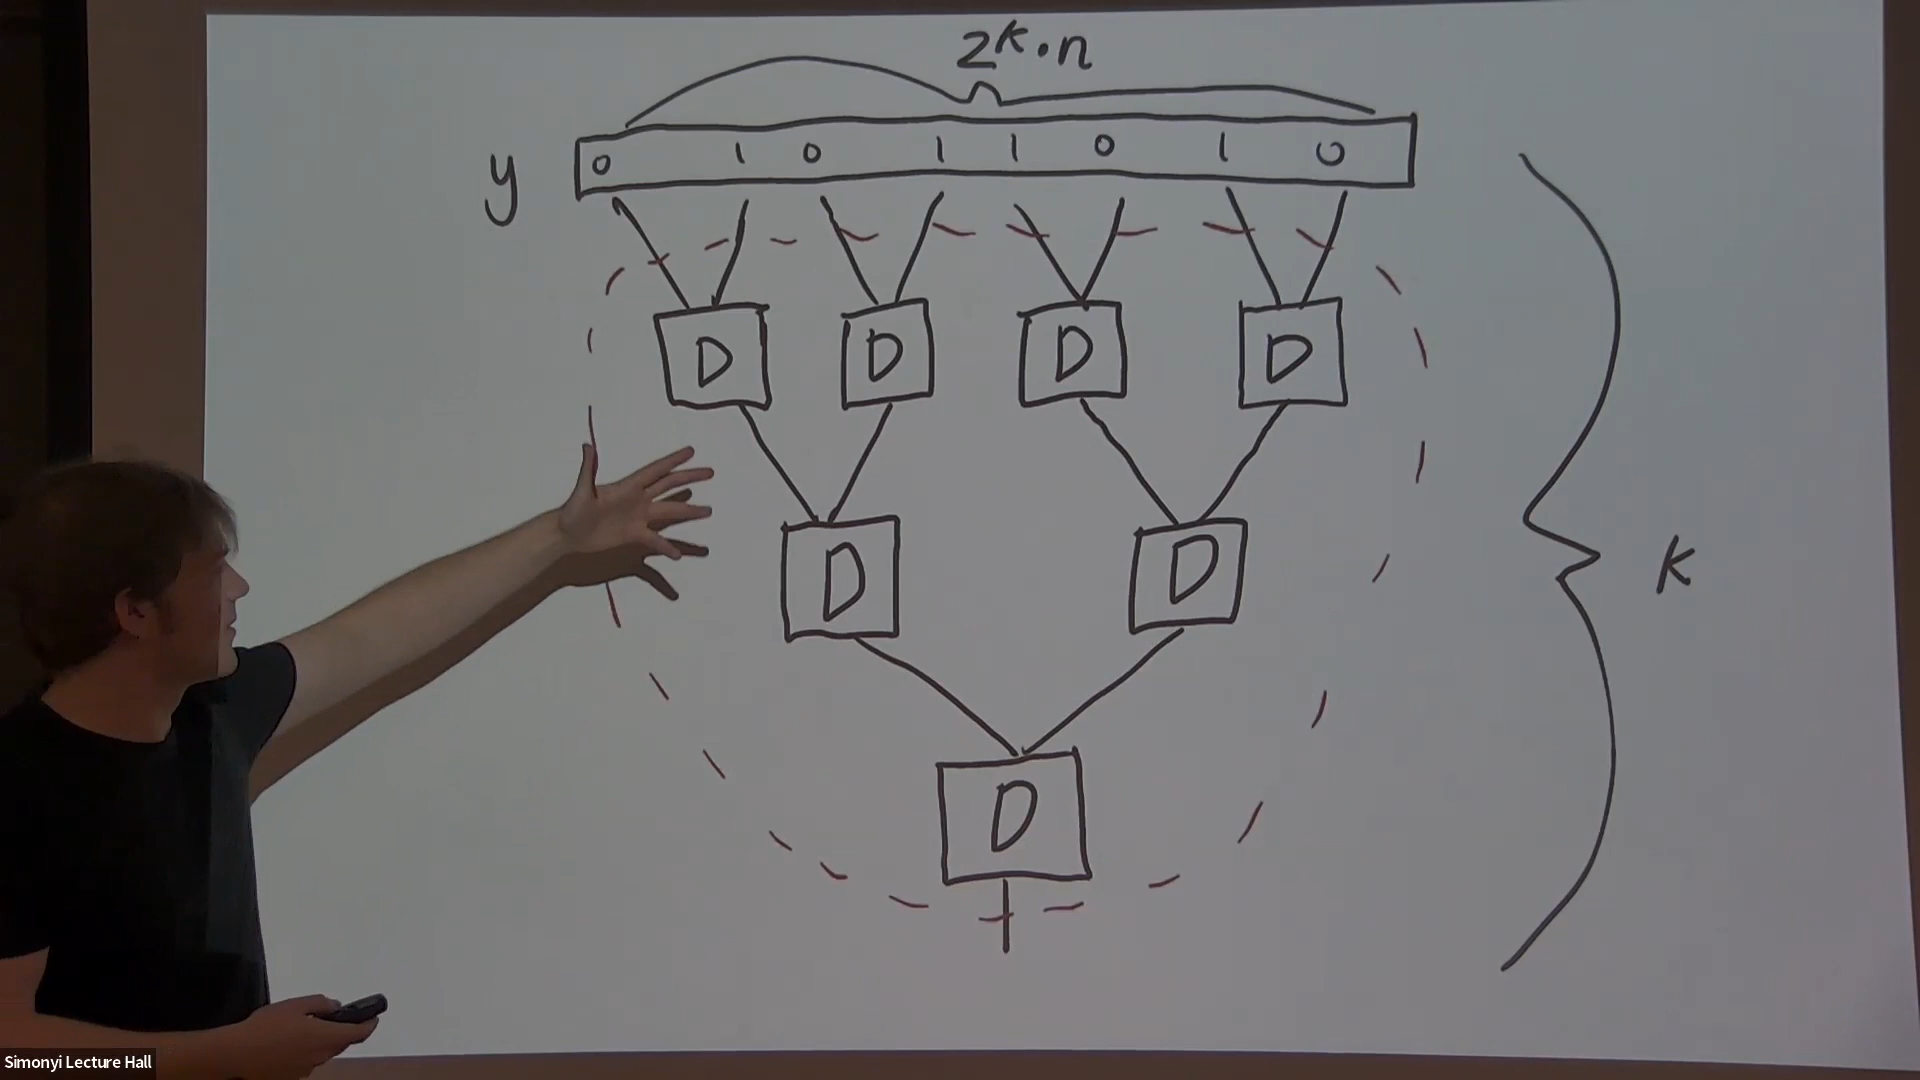 2^k · n
y 0 1 0 1 1 0 1 0
D D D D
D D
k
D
Simonyi Lecture Hall